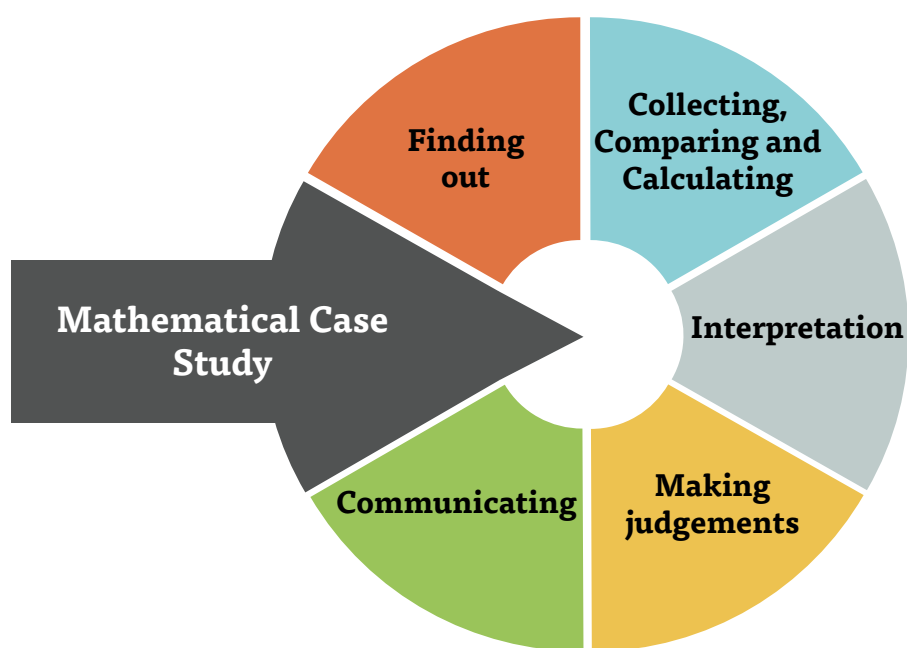 Finding
out
Collecting,
Comparing and
Calculating
Mathematical Case
Study
Interpretation
Communicating
Making
judgements